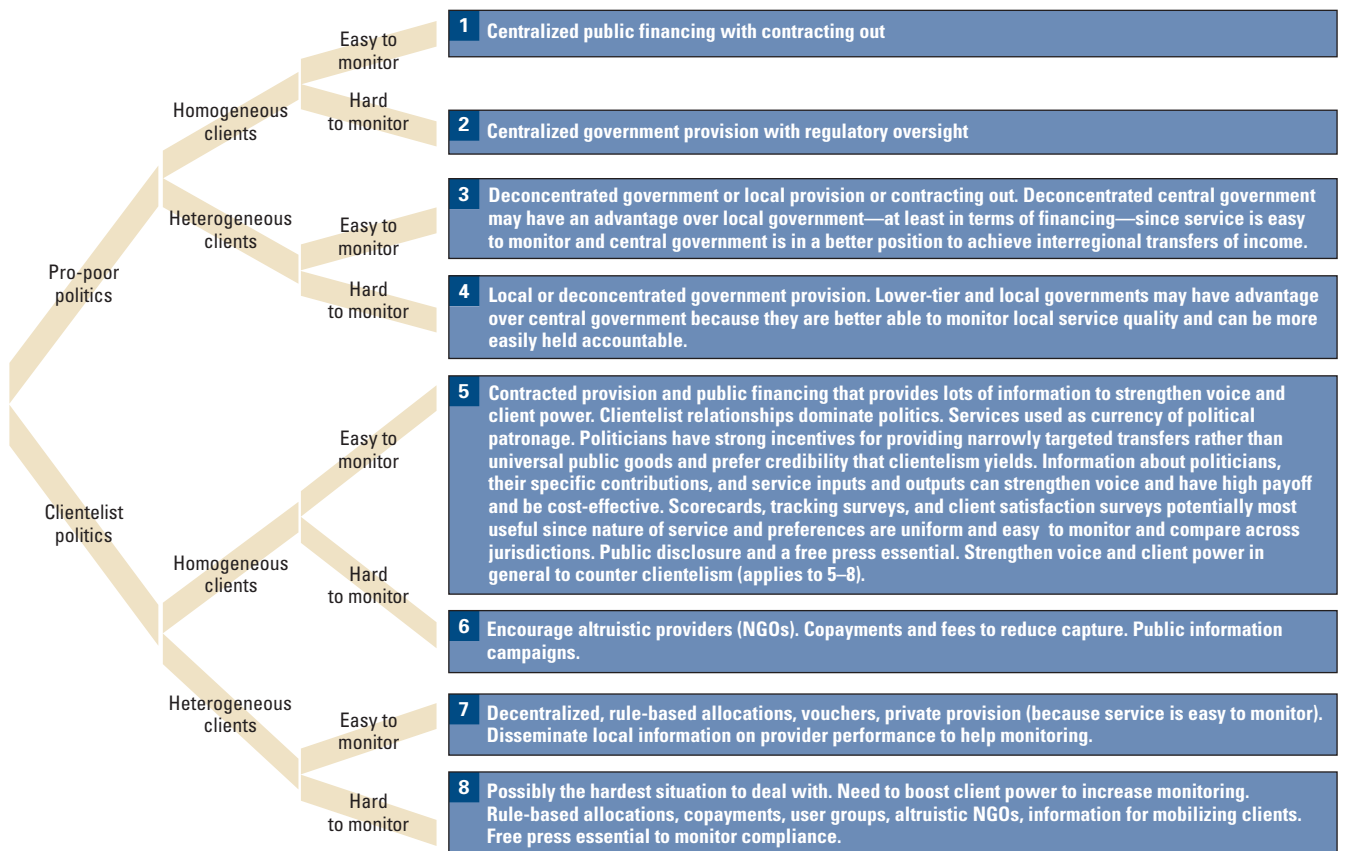 Easy to
monitor
1 Centralized public financing with contracting out
Homogeneous
clients
Hard
to monitor
2 Centralized government provision with regulatory oversight
Pro-poor
politics
Heterogeneous
clients
Easy to
monitor
3 Deconcentrated government or local provision or contracting out. Deconcentrated central government
may have an advantage over local government—at least in terms of financing—since service is easy
to monitor and central government is in a better position to achieve interregional transfers of income.
Hard
to monitor
4 Local or deconcentrated government provision. Lower-tier and local governments may have advantage
over central government because they are better able to monitor local service quality and can be more
easily held accountable.
Clientelist
politics
Homogeneous
clients
Easy to
monitor
5 Contracted provision and public financing that provides lots of information to strengthen voice and
client power. Clientelist relationships dominate politics. Services used as currency of political
patronage. Politicians have strong incentives for providing narrowly targeted transfers rather than
universal public goods and prefer credibility that clientelism yields. Information about politicians,
their specific contributions, and service inputs and outputs can strengthen voice and have high payoff
and be cost-effective. Scorecards, tracking surveys, and client satisfaction surveys potentially most
useful since nature of service and preferences are uniform and easy to monitor and compare across
jurisdictions. Public disclosure and a free press essential. Strengthen voice and client power in
general to counter clientelism (applies to 5–8).
Hard
to monitor
6 Encourage altruistic providers (NGOs). Copayments and fees to reduce capture. Public information
campaigns.
Heterogeneous
clients
Easy to
monitor
7 Decentralized, rule-based allocations, vouchers, private provision (because service is easy to monitor).
Disseminate local information on provider performance to help monitoring.
Hard
to monitor
8 Possibly the hardest situation to deal with. Need to boost client power to increase monitoring.
Rule-based allocations, copayments, user groups, altruistic NGOs, information for mobilizing clients.
Free press essential to monitor compliance.